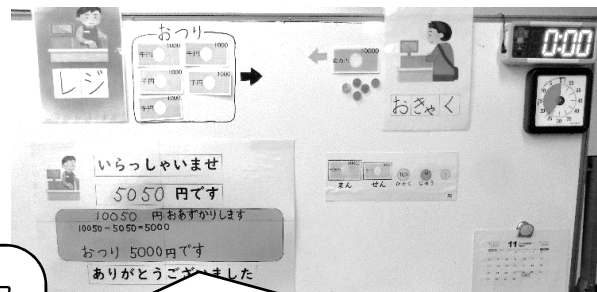 おつり
レジ
千円 1000
千円 1000
千円 1000
千円 1000
千円 1000
10000
おきゃく
0:00
いらっしゃいませ
5050 円です
10050 円おあずかりします
10050-5050=5000
おつり 5000円です
ありがとうございました
まん せん ひゃく じゅう
11